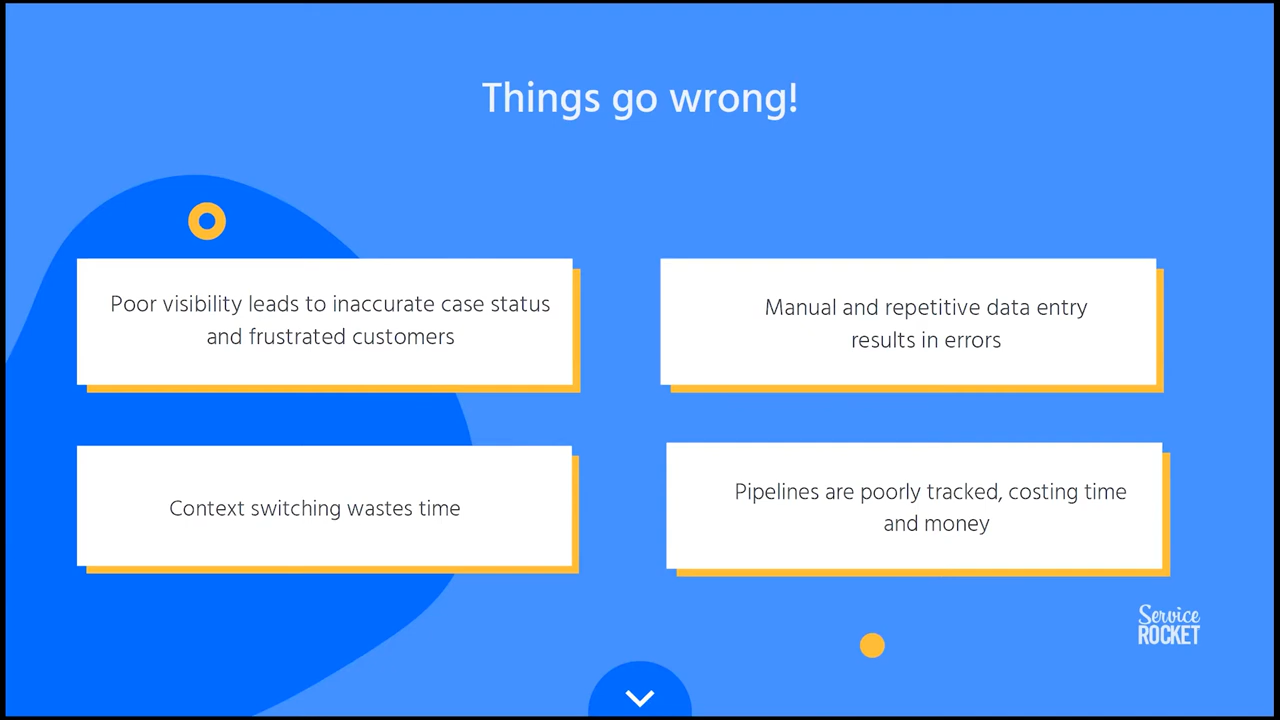 Things go wrong!
Poor visibility leads to inaccurate case status
and frustrated customers
Manual and repetitive data entry
results in errors
Context switching wastes time
Pipelines are poorly tracked, costing time
and money
Service
ROCKET